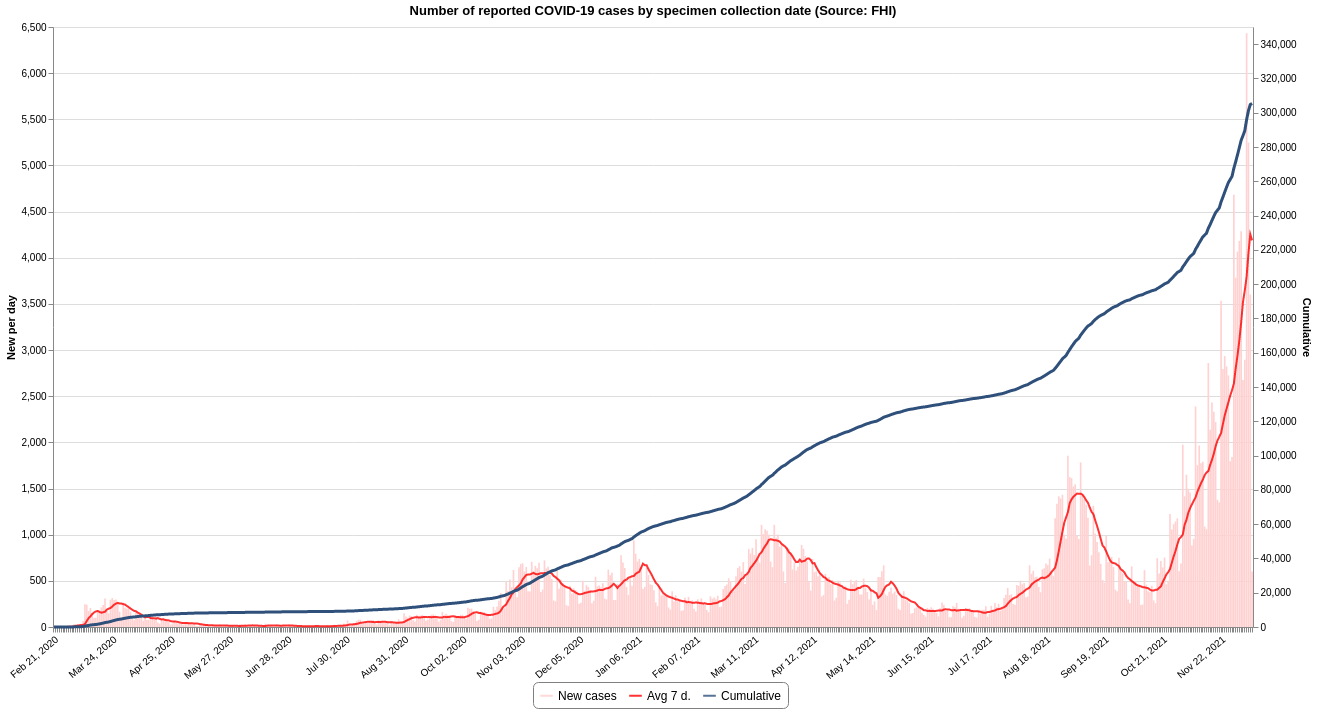 Number of reported COVID-19 cases by specimen collection date (Source: FHI)
New per day
6,500
6,000
5,500
5,000
4,500
4,000
3,500
3,000
2,500
2,000
1,500
1,000
500
0
340,000
320,000
300,000
280,000
260,000
240,000
220,000
200,000
180,000
160,000
140,000
120,000
100,000
80,000
60,000
40,000
20,000
0
Cumulative
Feb 21, 2020
Mar 24, 2020
Apr 25, 2020
May 27, 2020
Jun 28, 2020
Jul 30, 2020
Aug 31, 2020
Oct 02, 2020
Nov 03, 2020
Dec 05, 2020
Jan 06, 2021
Feb 07, 2021
Mar 11, 2021
Apr 12, 2021
May 14, 2021
Jun 15, 2021
Jul 17, 2021
Aug 18, 2021
Sep 19, 2021
Oct 21, 2021
Nov 22, 2021
New cases Avg 7 d. Cumulative